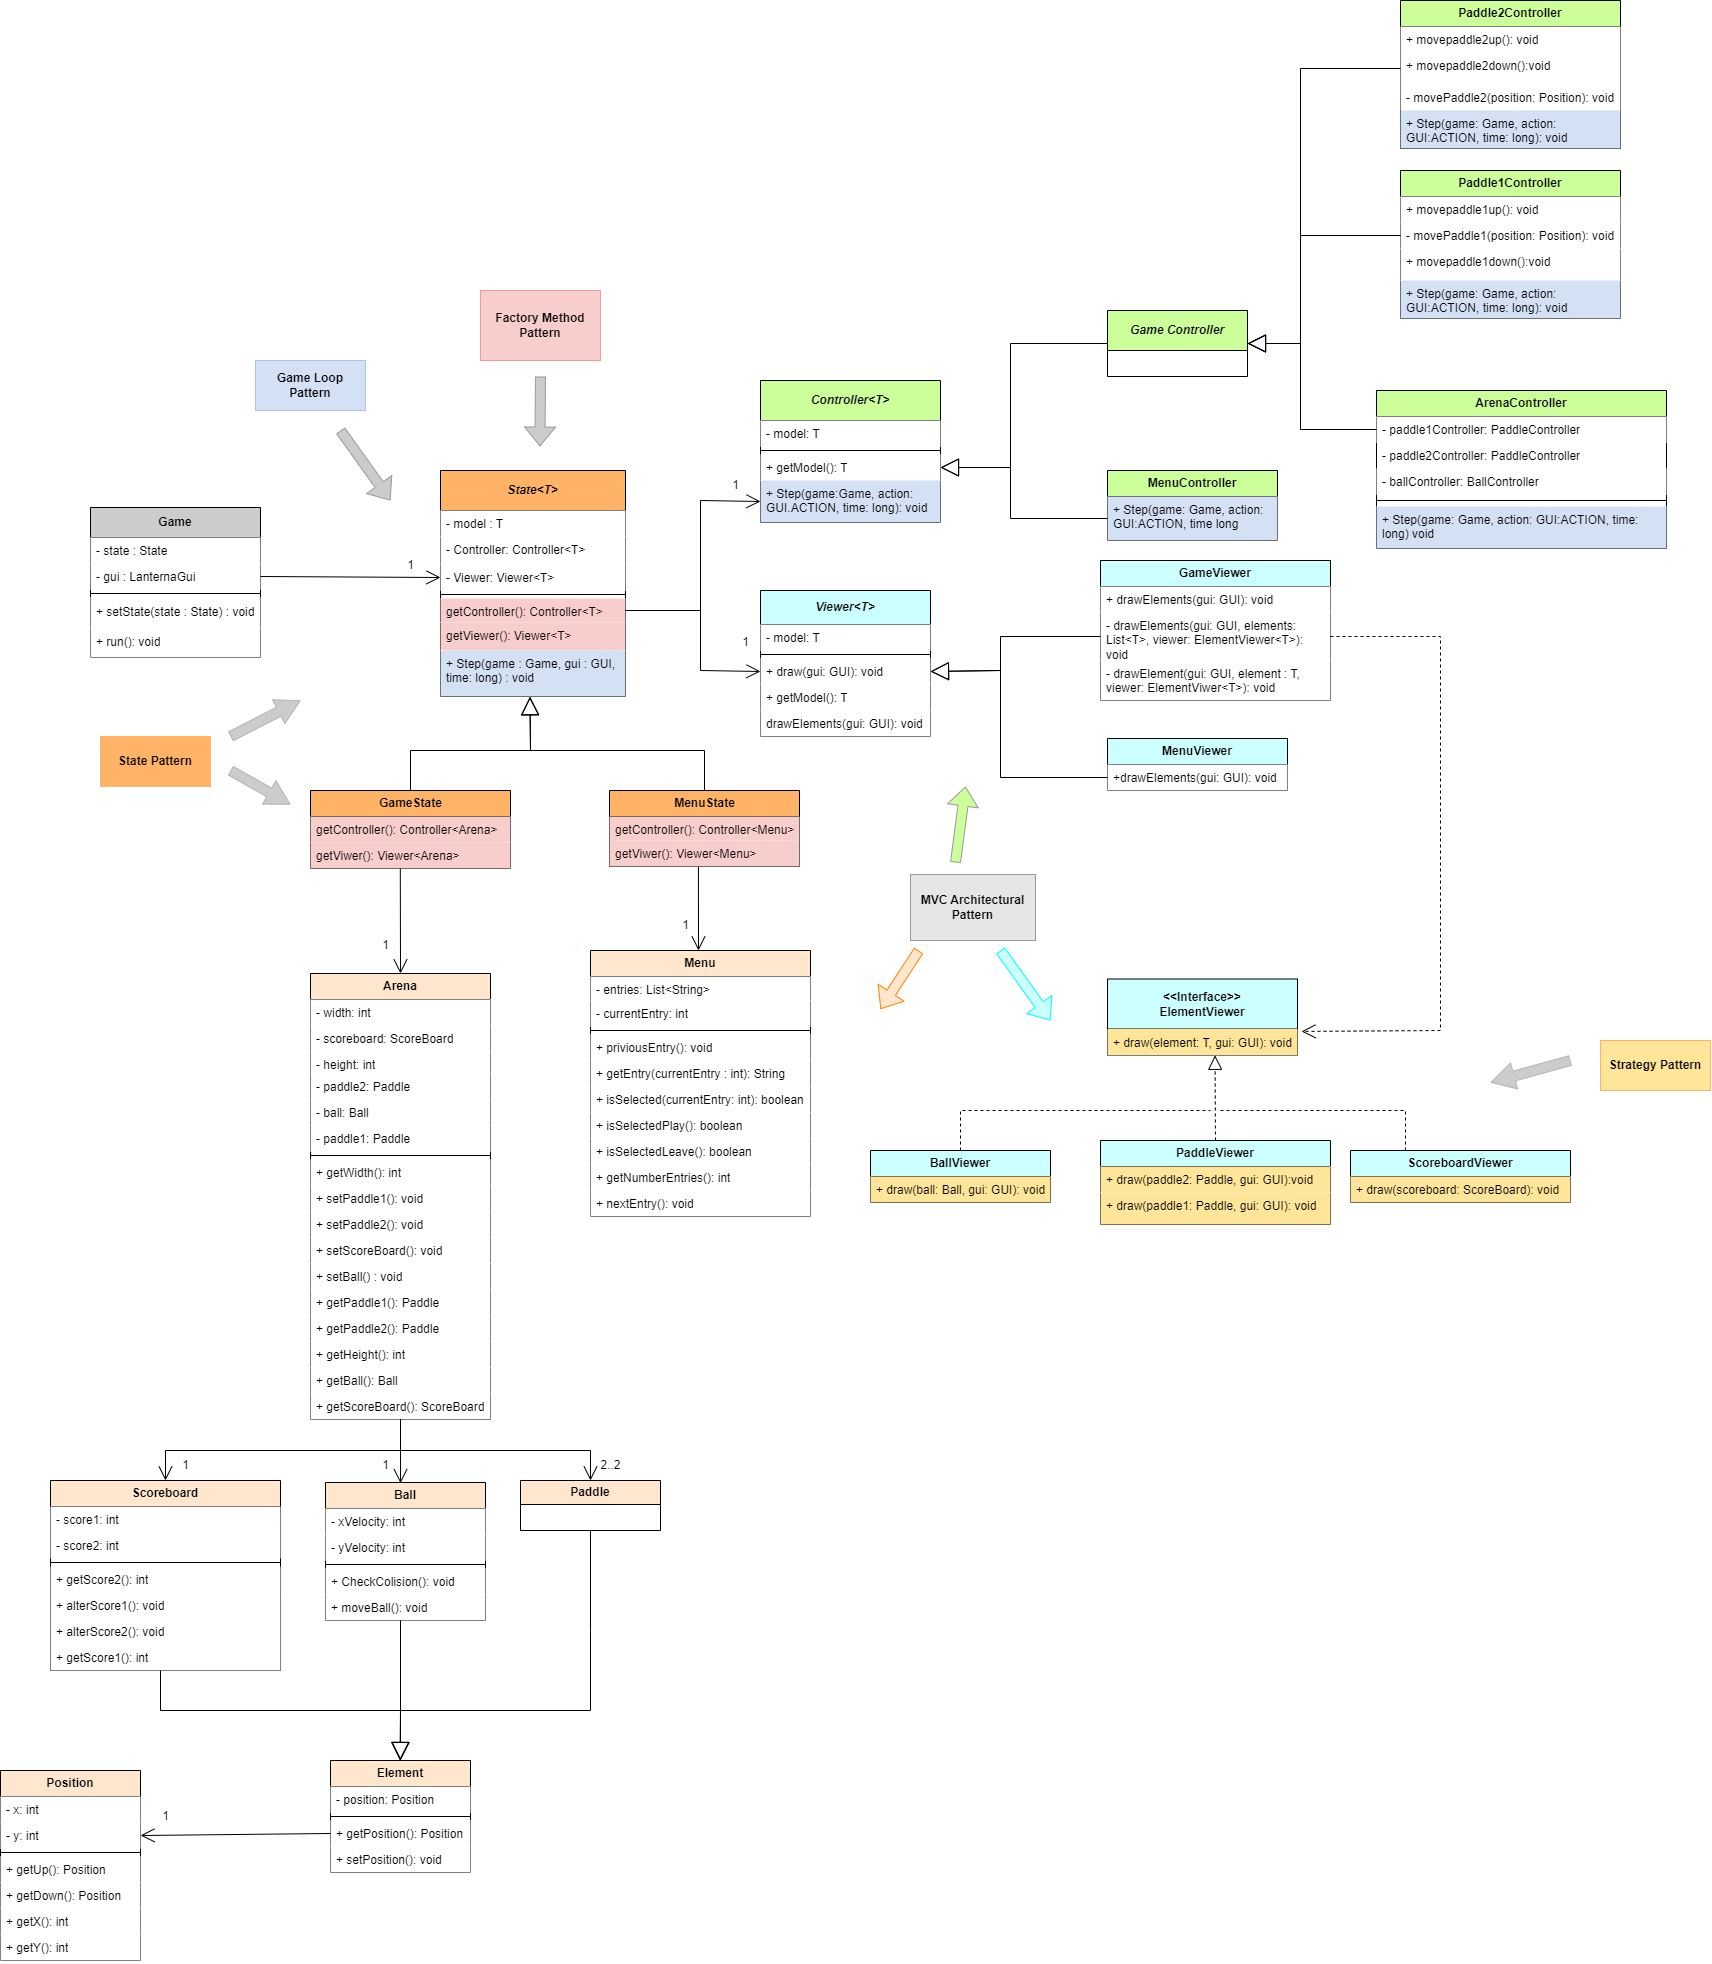 Paddle2Controller
+ movepaddle2up(): void
+ movepaddle2down():void
- movePaddle2(position: Position): void
+ Step(game: Game, action:
GUI:ACTION, time: long): void
Paddle1Controller
+ movepaddle1up(): void
- movePaddle1(position: Position): void
+ movepaddle1down():void
+ Step(game: Game, action:
GUI:ACTION, time: long): void
Factory Method
Pattern
Game Controller
Game Loop
Pattern
Controller<T>
- model: T
+ getModel(): T
+ Step(game:Game, action:
GUI.ACTION, time: long): void
1
ArenaController
- paddle1Controller: PaddleController
- paddle2Controller: PaddleController
- ballController: BallController
+ Step(game: Game, action: GUI:ACTION, time:
long) void
MenuController
+ Step(game: Game, action:
GUI:ACTION, time long
State<T>
- model : T
- Controller: Controller<T>
- Viewer: Viewer<T>
getController(): Controller<T>
getViewer(): Viewer<T>
+ Step(game : Game, gui : GUI,
time: long) : void
Game
- state : State
- gui : LanternaGui
+ setState(state : State) : void
+ run(): void
1
GameViewer
+ drawElements(gui: GUI): void
- drawElements(gui: GUI, elements:
List<T>, viewer: ElementViewer<T>):
void
- drawElement(gui: GUI, element : T,
viewer: ElementViwer<T>): void
Viewer<T>
- model: T
+ draw(gui: GUI): void
+ getModel(): T
drawElements(gui: GUI): void
1
State Pattern
MenuViewer
+drawElements(gui: GUI): void
GameState
getController(): Controller<Arena>
getViwer(): Viewer<Arena>
MenuState
getController(): Controller<Menu>
getViwer(): Viewer<Menu>
MVC Architectural
Pattern
1
1
Arena
- width: int
- scoreboard: ScoreBoard
- height: int
- paddle2: Paddle
- ball: Ball
- paddle1: Paddle
+ getWidth(): int
+ setPaddle1(): void
+ setPaddle2(): void
+ setScoreBoard(): void
+ setBall() : void
+ getPaddle1(): Paddle
+ getPaddle2(): Paddle
+ getHeight(): int
+ getBall(): Ball
+ getScoreBoard(): ScoreBoard
Menu
- entries: List<String>
- currentEntry: int
+ priviousEntry(): void
+ getEntry(currentEntry : int): String
+ isSelected(currentEntry: int): boolean
+ isSelectedPlay(): boolean
+ isSelectedLeave(): boolean
+ getNumberEntries(): int
+ nextEntry(): void
<<Interface>>
ElementViewer
+ draw(element: T, gui: GUI): void
Strategy Pattern
BallViewer
+ draw(ball: Ball, gui: GUI): void
PaddleViewer
+ draw(paddle2: Paddle, gui: GUI):void
+ draw(paddle1: Paddle, gui: GUI): void
ScoreboardViewer
+ draw(scoreboard: ScoreBoard): void
1
1
2..2
Scoreboard
- score1: int
- score2: int
+ getScore2(): int
+ alterScore1(): void
+ alterScore2(): void
+ getScore1(): int
Ball
- xVelocity: int
- yVelocity: int
+ CheckColision(): void
+ moveBall(): void
Paddle
Position
- x: int
- y: int
+ getUp(): Position
+ getDown(): Position
+ getX(): int
+ getY(): int
1
Element
- position: Position
+ getPosition(): Position
+ setPosition(): void